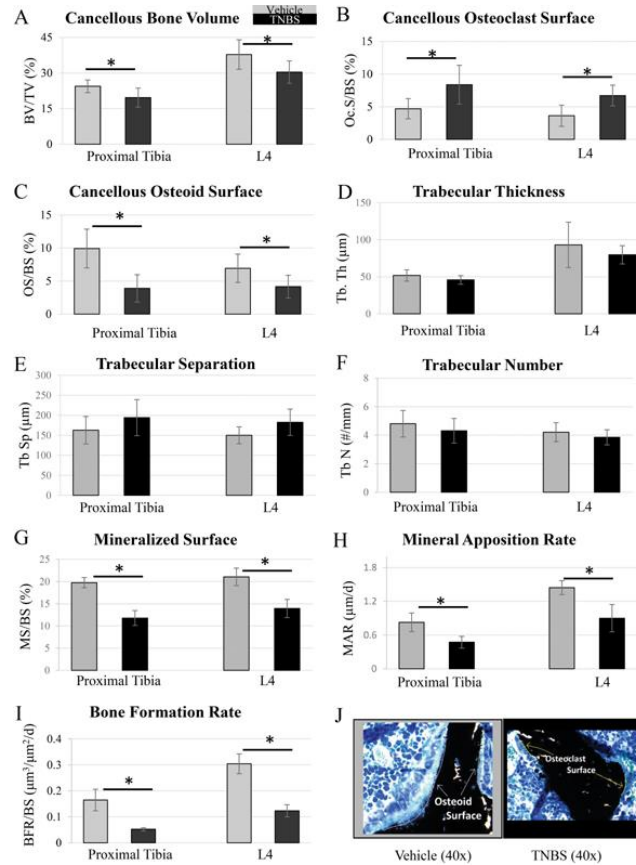 A Cancellous Bone Volume
Vehicle
TNBS
BV/TV (%)
45
30
15
0
*
*
Proximal Tibia L4
B Cancellous Osteoclast Surface
Oc.S/BS (%)
15
10
5
0
*
*
Proximal Tibia L4
C Cancellous Osteoid Surface
OS/BS (%)
15
10
5
0
*
*
Proximal Tibia L4
D Trabecular Thickness
Tb. Th (μm)
150
100
50
0
Proximal Tibia L4
E Trabecular Separation
Tb Sp (μm)
300
250
200
150
100
50
0
Proximal Tibia L4
F Trabecular Number
Tb N (#/mm)
8
6
4
2
0
Proximal Tibia L4
G Mineralized Surface
MS/BS (%)
25
20
15
10
5
0
*
*
Proximal Tibia L4
H Mineral Apposition Rate
MAR (μm/d)
1.8
1.2
0.6
0
*
*
Proximal Tibia L4
I Bone Formation Rate
BFR/BS (μm³/μm²/d)
0.4
0.3
0.2
0.1
0
*
*
Proximal Tibia L4
J
Osteoid
Surface
Osteoclast
Surface
Vehicle (40x) TNBS (40x)